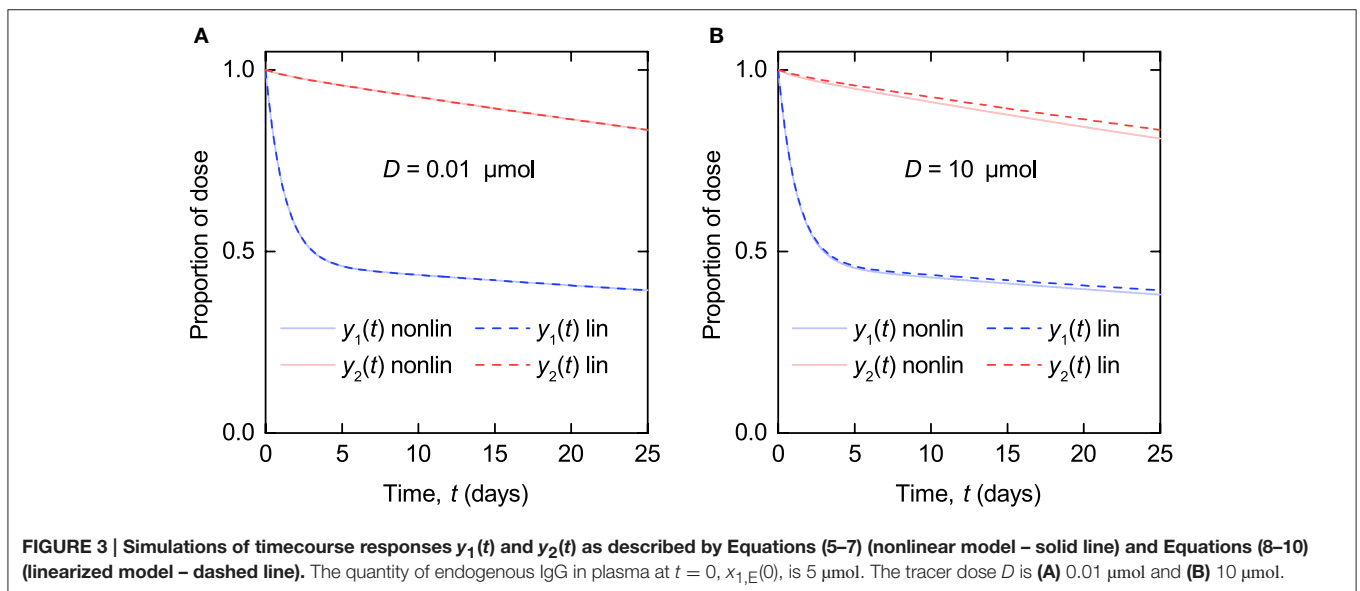 A
Proportion of dose
1.0
0.5
0.0
D = 0.01 µmol
y₁(t) nonlin
y₁(t) lin
y₂(t) nonlin
y₂(t) lin
0 5 10 15 20 25
Time, t (days)
B
Proportion of dose
1.0
0.5
0.0
D = 10 µmol
y₁(t) nonlin
y₁(t) lin
y₂(t) nonlin
y₂(t) lin
0 5 10 15 20 25
Time, t (days)
FIGURE 3 | Simulations of timecourse responses y₁(t) and y₂(t) as described by Equations (5–7) (nonlinear model – solid line) and Equations (8–10)
(linearized model – dashed line). The quantity of endogenous IgG in plasma at t = 0, x₁,E(0), is 5 µmol. The tracer dose D is (A) 0.01 µmol and (B) 10 µmol.